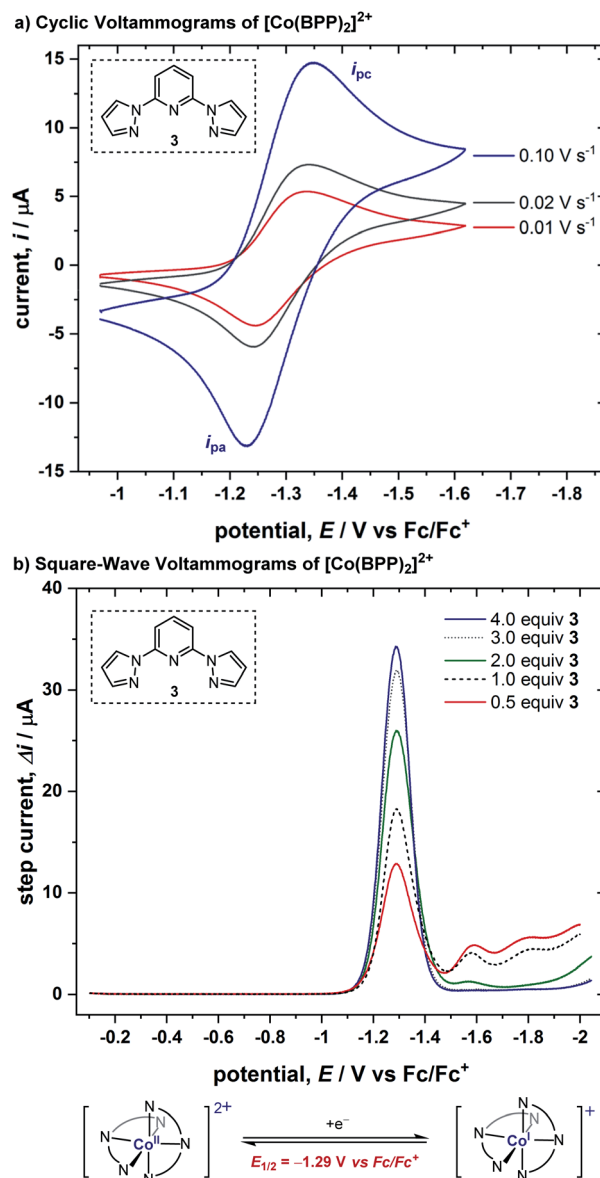 a) Cyclic Voltammograms of [Co(BPP)₂]²⁺
15
10
5
0
-5
-10
-15
current, i / μA
N N N N N
3
iₚc
iₚₐ
0.10 V s⁻¹
0.02 V s⁻¹
0.01 V s⁻¹
-1 -1.1 -1.2 -1.3 -1.4 -1.5 -1.6 -1.7 -1.8
potential, E / V vs Fc/Fc⁺
b) Square-Wave Voltammograms of [Co(BPP)₂]²⁺
40
30
20
10
0
step current, Δi / μA
N N N N N
3
4.0 equiv 3
3.0 equiv 3
2.0 equiv 3
1.0 equiv 3
0.5 equiv 3
-0.2 -0.4 -0.6 -0.8 -1 -1.2 -1.4 -1.6 -1.8 -2
potential, E / V vs Fc/Fc⁺
[ N N N Coᴵᴵ N N N ]²⁺
+e⁻
E₁/₂ = −1.29 V vs Fc/Fc⁺
[ N N N Coᴵ N N N ]⁺